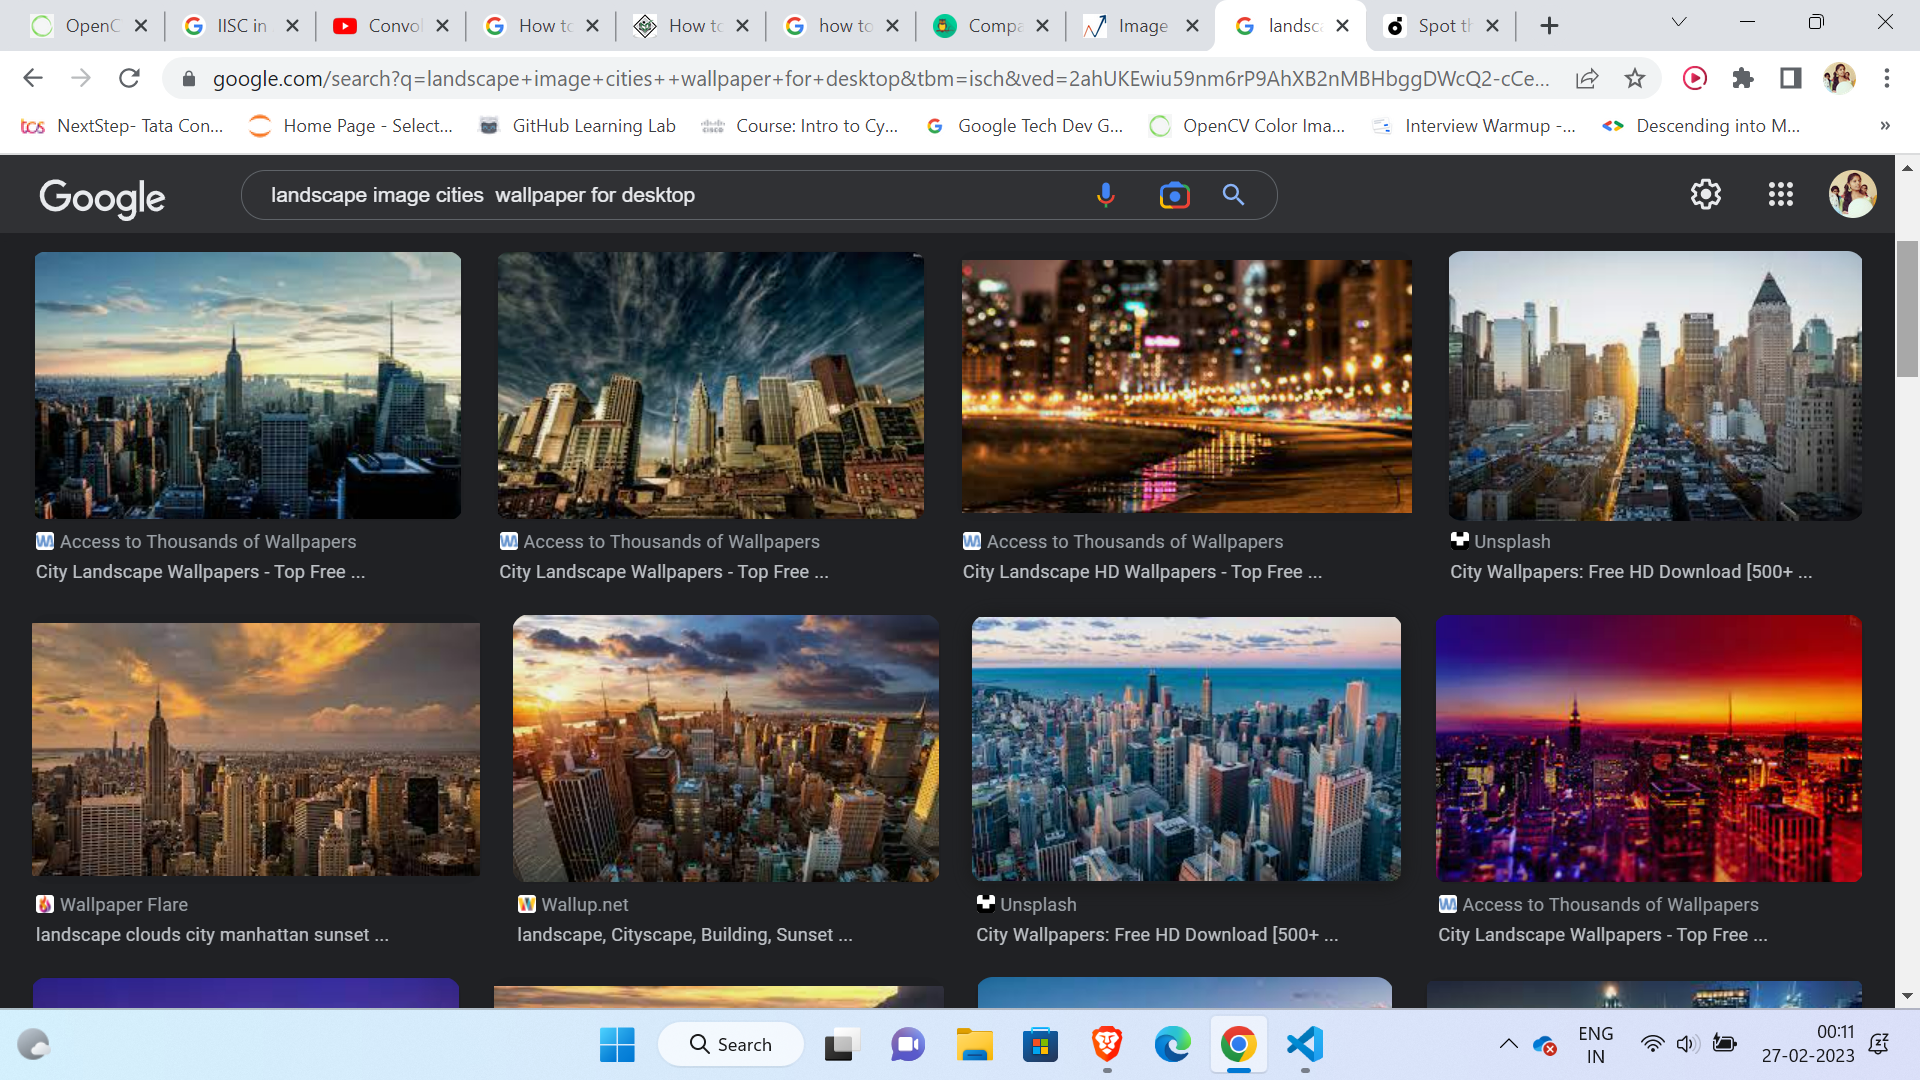 OpenC
IISC in
Convol
How to
How to
how to
Compa
Image
landsca
Spot th
google.com/search?q=landscape+image+cities++wallpaper+for+desktop&tbm=isch&ved=2ahUKEwiu59nm6rP9AhXB2nMBHbggDWcQ2-cCe...
tcs NextStep- Tata Con...
Home Page - Select...
GitHub Learning Lab
cisco Course: Intro to Cy...
Google Tech Dev G...
OpenCV Color Ima...
Interview Warmup -...
Descending into M...
»
Google
landscape image cities  wallpaper for desktop
Access to Thousands of Wallpapers
City Landscape Wallpapers - Top Free ...
Access to Thousands of Wallpapers
City Landscape Wallpapers - Top Free ...
Access to Thousands of Wallpapers
City Landscape HD Wallpapers - Top Free ...
Unsplash
City Wallpapers: Free HD Download [500+ ...
Wallpaper Flare
landscape clouds city manhattan sunset ...
Wallup.net
landscape, Cityscape, Building, Sunset ...
Unsplash
City Wallpapers: Free HD Download [500+ ...
Access to Thousands of Wallpapers
City Landscape Wallpapers - Top Free ...
Search
ENG
IN
00:11
27-02-2023